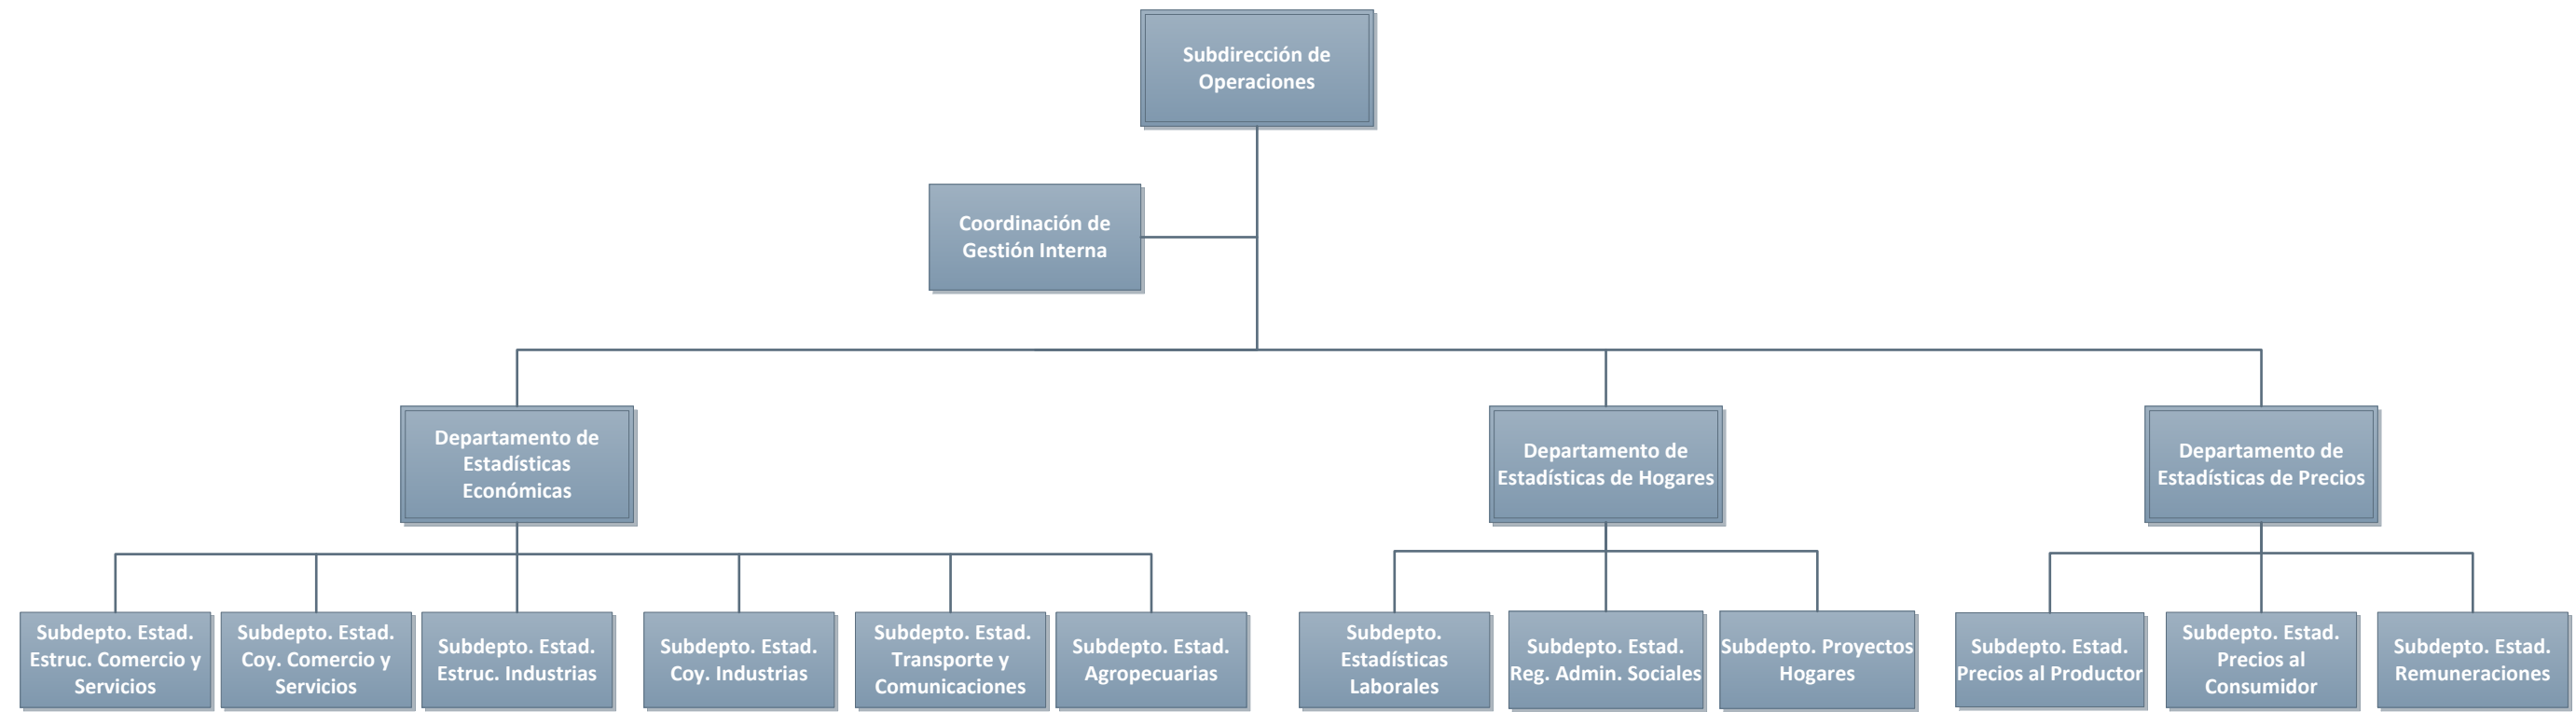 Subdirección de
Operaciones
Coordinación de
Gestión Interna
Departamento de
Estadísticas
Económicas
Departamento de
Estadísticas de Hogares
Departamento de
Estadísticas de Precios
Subdepto. Estad.
Estruc. Comercio y
Servicios
Subdepto. Estad.
Coy. Comercio y
Servicios
Subdepto. Estad.
Estruc. Industrias
Subdepto. Estad.
Coy. Industrias
Subdepto. Estad.
Transporte y
Comunicaciones
Subdepto. Estad.
Agropecuarias
Subdepto.
Estadísticas
Laborales
Subdepto. Estad.
Reg. Admin. Sociales
Subdepto. Proyectos
Hogares
Subdepto. Estad.
Precios al Productor
Subdepto. Estad.
Precios al
Consumidor
Subdepto. Estad.
Remuneraciones